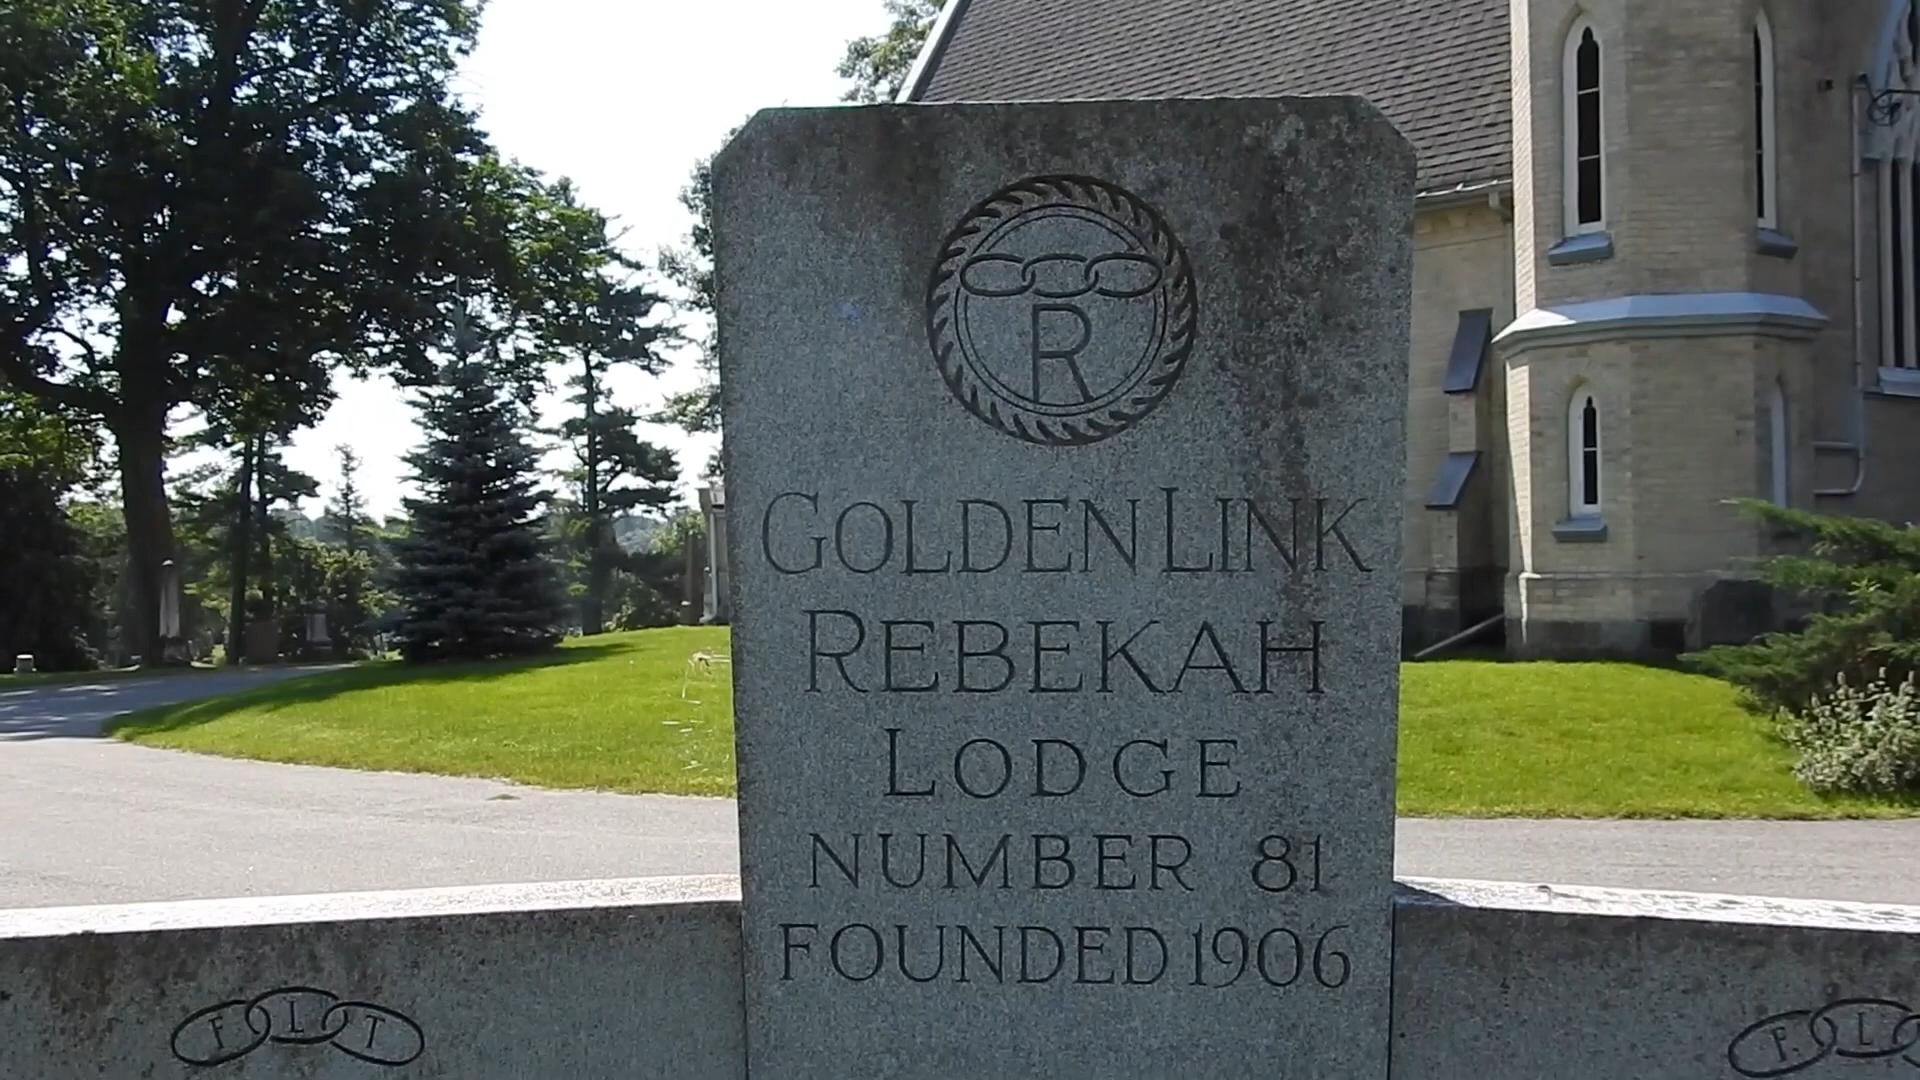 R
GOLDEN LINK
REBEKAH
LODGE
NUMBER 81
FOUNDED 1906
F L T
F. L